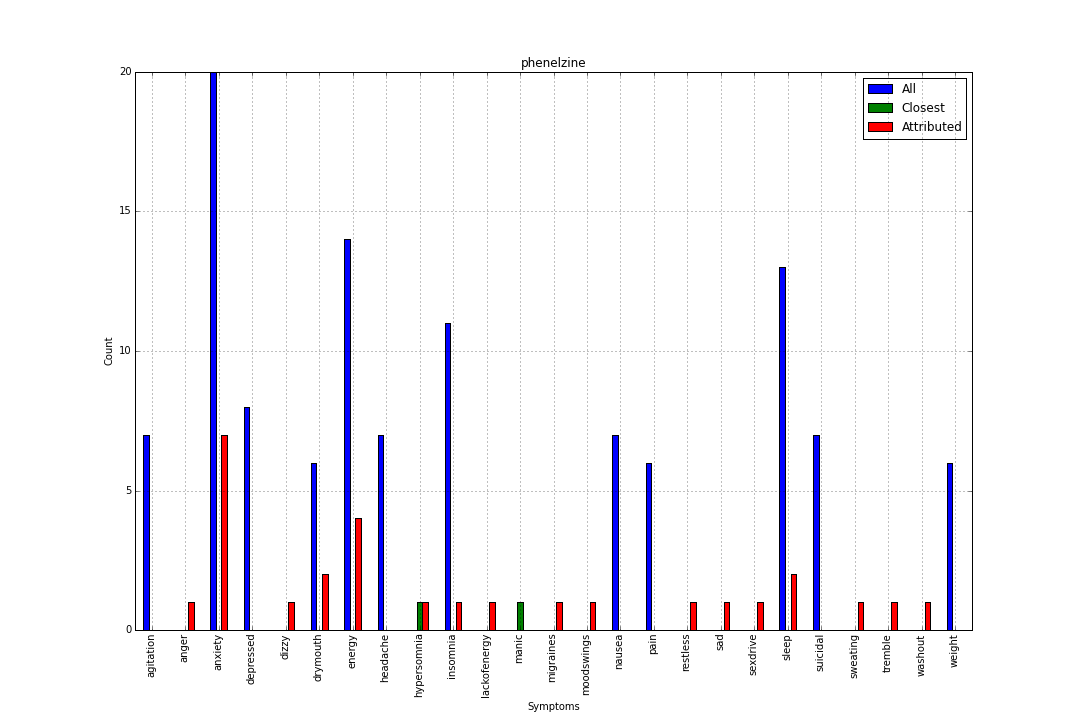 phenelzine
All
Closest
Attributed
20
15
10
5
0
Count
agitation
anger
anxiety
depressed
dizzy
drymouth
energy
headache
hypersomnia
insomnia
lackofenergy
manic
migraines
moodswings
nausea
pain
restless
sad
sexdrive
sleep
suicidal
sweating
tremble
washout
weight
Symptoms